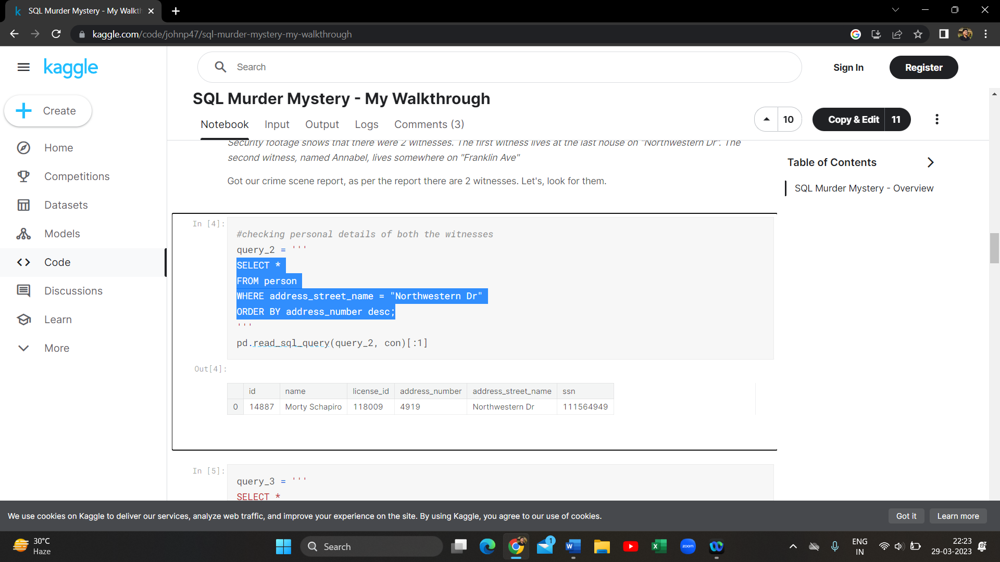 SQL Murder Mystery - My Walkth
kaggle.com/code/johnp47/sql-murder-mystery-my-walkthrough
kaggle
Search
Sign In
Register
Create
Home
Competitions
Datasets
Models
Code
Discussions
Learn
More
SQL Murder Mystery - My Walkthrough
Notebook
Input
Output
Logs
Comments (3)
10
Copy & Edit
11
Security footage shows that there were 2 witnesses. The first witness lives at the last house on "Northwestern Dr". The
second witness, named Annabel, lives somewhere on "Franklin Ave"
Got our crime scene report, as per the report there are 2 witnesses. Let's, look for them.
Table of Contents
SQL Murder Mystery - Overview
In [4]:
#checking personal details of both the witnesses
query_2 = '''
SELECT *
FROM person
WHERE address_street_name = "Northwestern Dr"
ORDER BY address_number desc;
'''
pd.read_sql_query(query_2, con)[:1]
Out[4]:
id name license_id address_number address_street_name ssn
0 14887 Morty Schapiro 118009 4919 Northwestern Dr 111564949
In [5]:
query_3 = '''
SELECT *
We use cookies on Kaggle to deliver our services, analyze web traffic, and improve your experience on the site. By using Kaggle, you agree to our use of cookies.
Got it
Learn more
30°C
Haze
Search
1
zoom
ENG
IN
22:23
29-03-2023